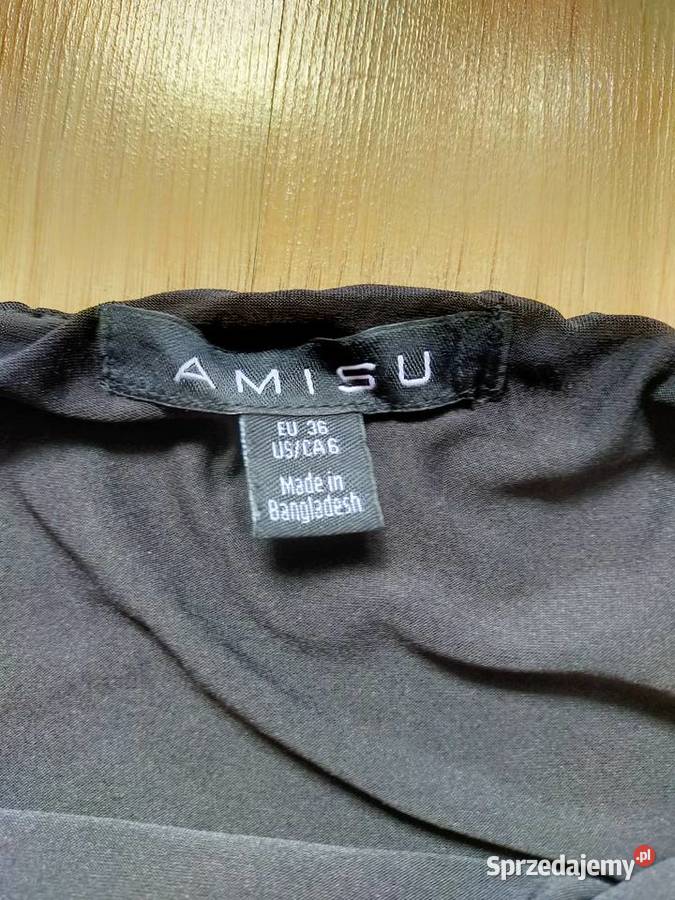 AMISU
EU 36
US/CA 6
Made in
Bangladesh
Sprzedajemy.pl